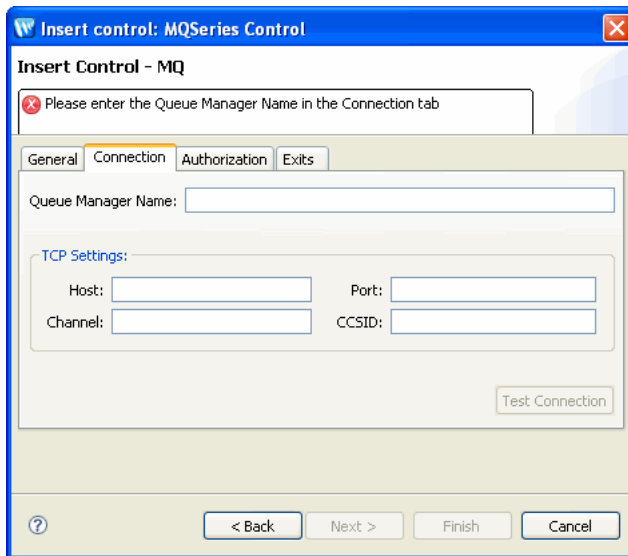 Insert control: MQSeries Control
Insert Control - MQ
Please enter the Queue Manager Name in the Connection tab
General Connection Authorization Exits
Queue Manager Name:
TCP Settings:
Host: Port:
Channel: CCSID:
Test Connection
? < Back Next > Finish Cancel